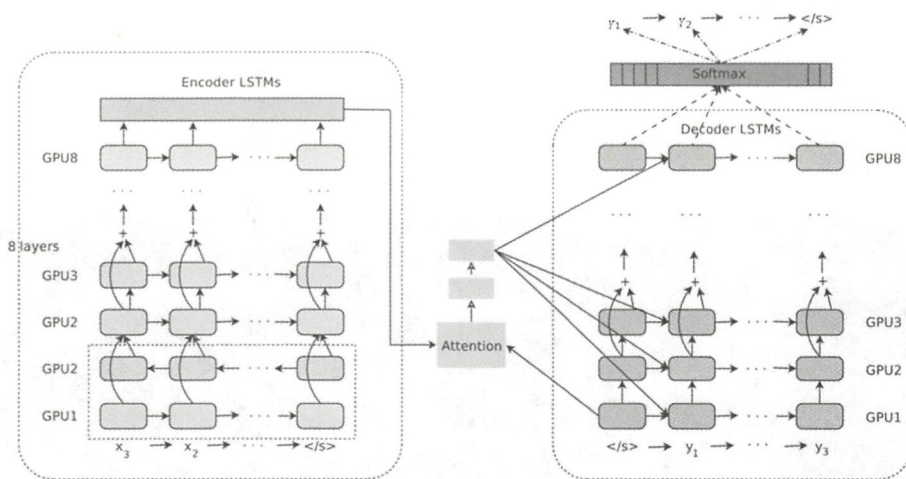 Y₁ → Y₂ → ... → </s>
Softmax
Encoder LSTMs
Decoder LSTMs
GPU8
GPU8
8 layers
GPU3
GPU2
GPU2
GPU1
x₃ → x₂ → ... → </s>
Attention
GPU3
GPU2
GPU1
</s> → y₁ → ... → y₃